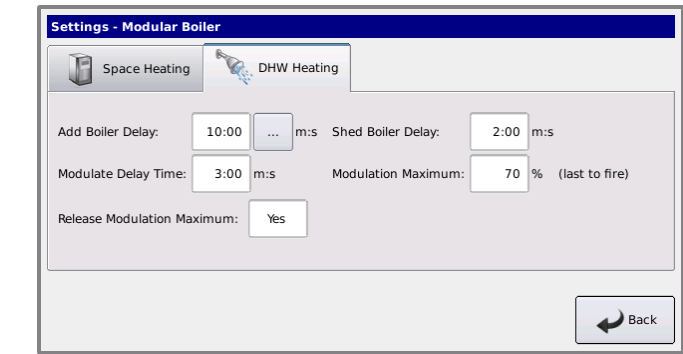 Settings - Modular Boiler
Space Heating DHW Heating
Add Boiler Delay: 10:00 ... m:s Shed Boiler Delay: 2:00 m:s
Modulate Delay Time: 3:00 m:s Modulation Maximum: 70 % (last to fire)
Release Modulation Maximum: Yes
Back